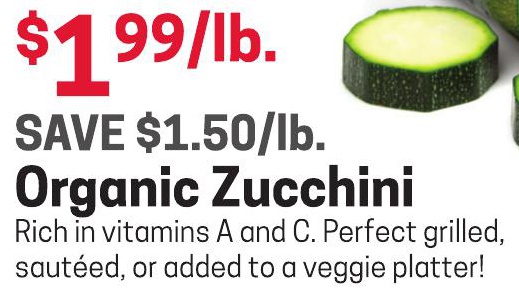 $1 99/lb.
SAVE $1.50/lb.
Organic Zucchini
Rich in vitamins A and C. Perfect grilled,
sautéed, or added to a veggie platter!